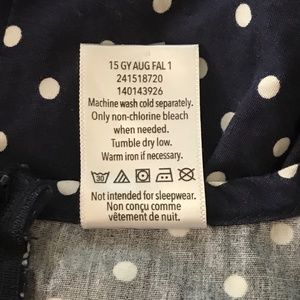 15 GY AUG FAL 1
241518720
140143926
Machine wash cold separately.
Only non-chlorine bleach
when needed.
Tumble dry low.
Warm iron if necessary.
30
Not intended for sleepwear.
Non conçu comme
vêtement de nuit.